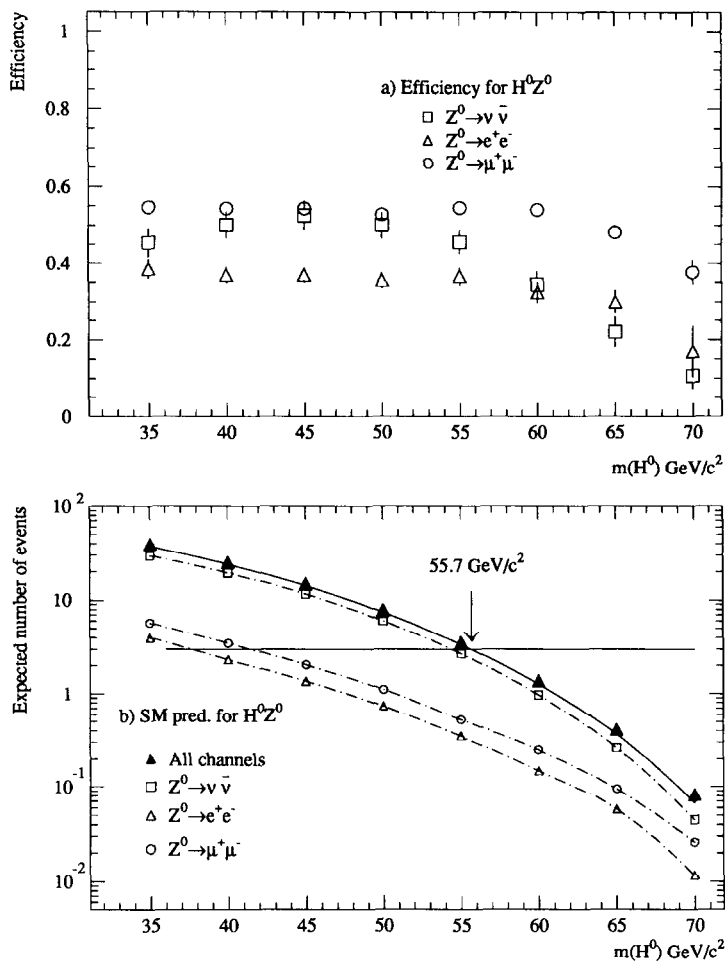 Efficiency
1
0.8
0.6
0.4
0.2
0
a) Efficiency for H⁰Z⁰
Z⁰→ν ν̄
Z⁰→e⁺e⁻
Z⁰→μ⁺μ⁻
35 40 45 50 55 60 65 70
m(H⁰) GeV/c²
Expected number of events
10²
10
1
10⁻¹
10⁻²
55.7 GeV/c²
b) SM pred. for H⁰Z⁰
All channels
Z⁰→ν ν̄
Z⁰→e⁺e⁻
Z⁰→μ⁺μ⁻
35 40 45 50 55 60 65 70
m(H⁰) GeV/c²